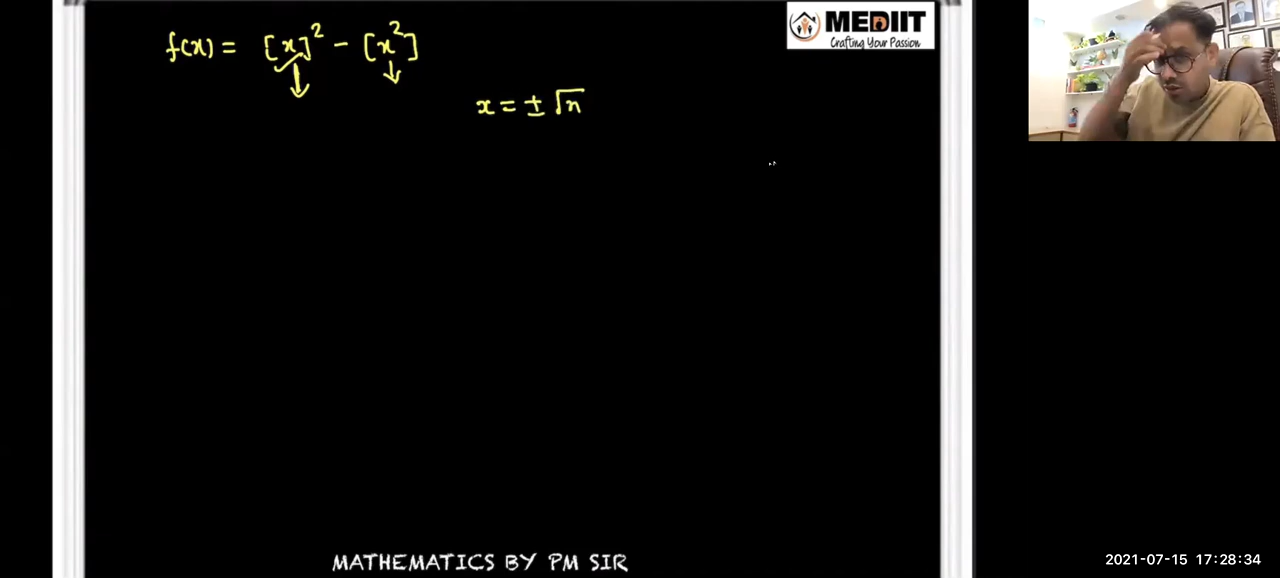 f(x) = [x]² - [x²]
x = ± √n
MEDIIT
Crafting Your Passion
MATHEMATICS BY PM SIR
2021-07-15 17:28:34